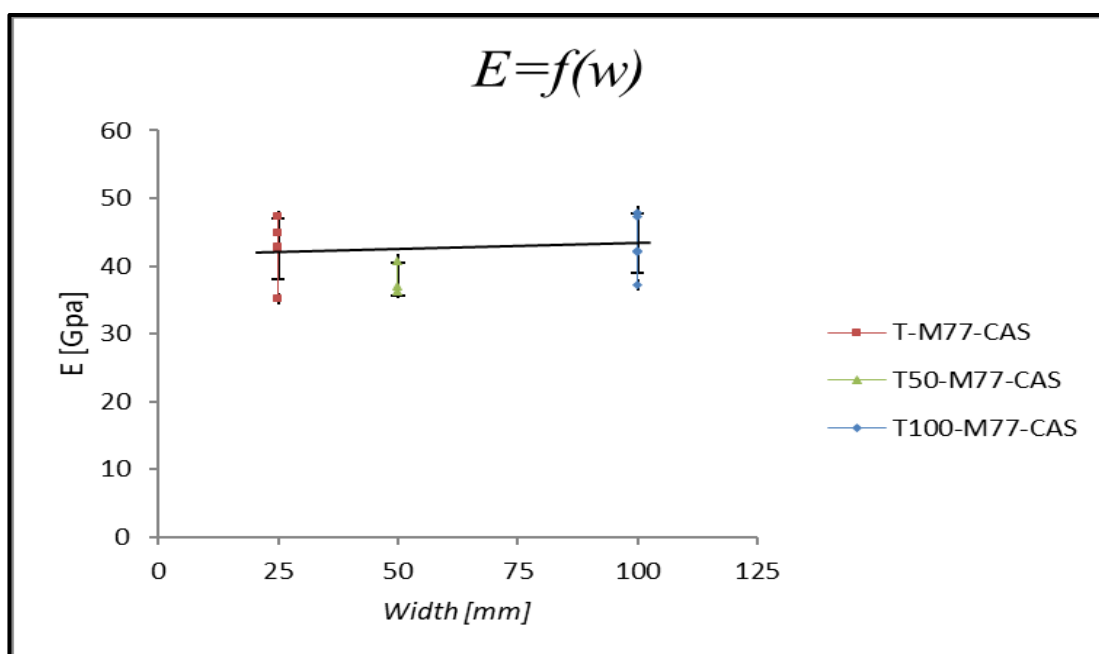 E=f(w)
60
50
40
30
20
10
0
0 25 50 75 100 125
E [Gpa]
Width [mm]
T-M77-CAS
T50-M77-CAS
T100-M77-CAS